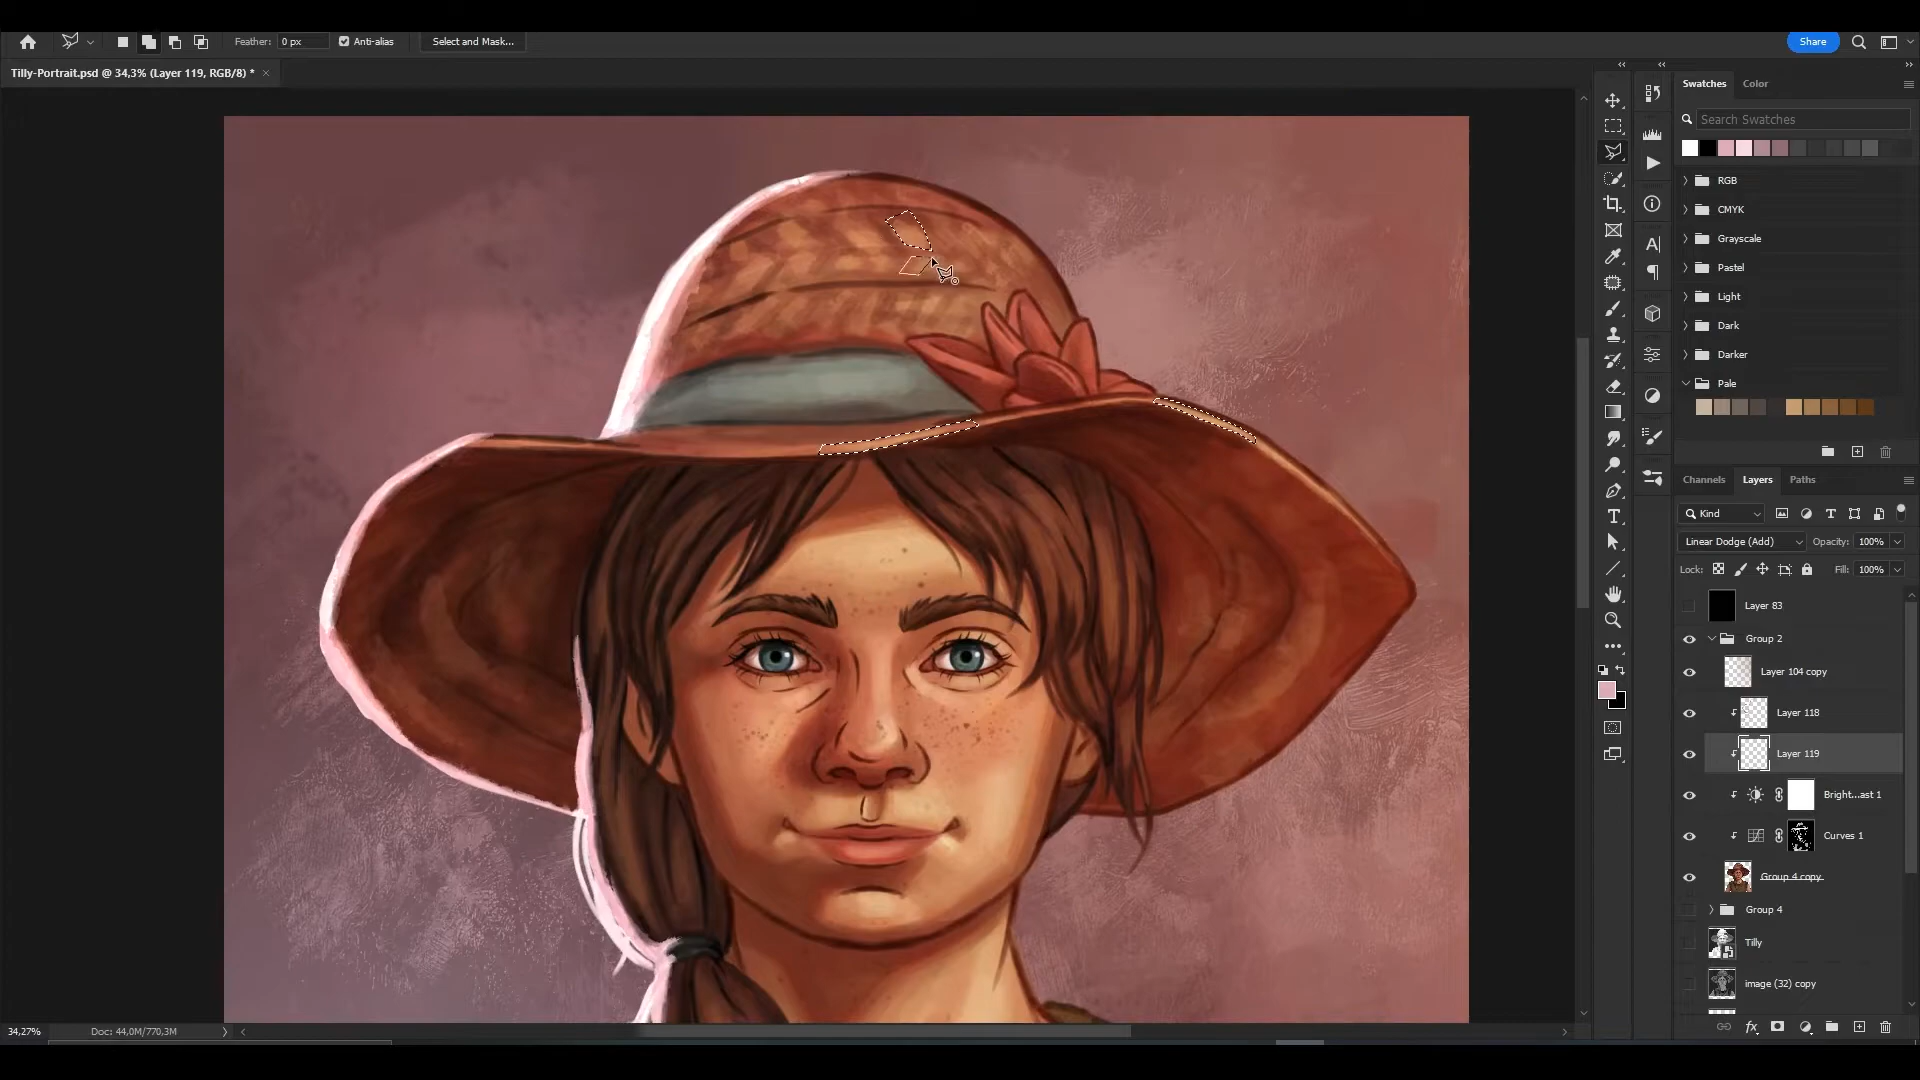 Feather: 0 px Anti-alias Select and Mask... Share
Tilly-Portrait.psd @ 34,3% (Layer 119, RGB/8) * ×
Swatches Color
Search Swatches
RGB
CMYK
Grayscale
Pastel
Light
Dark
Darker
Pale
Channels Layers Paths
Kind
Linear Dodge (Add) Opacity: 100%
Lock: Fill: 100%
Layer 83
Group 2
Layer 104 copy
Layer 118
Layer 119
Bright...ast 1
Curves 1
Group 4 copy
Group 4
Tilly
image (32) copy
34,27% Doc: 44,0M/770,3M